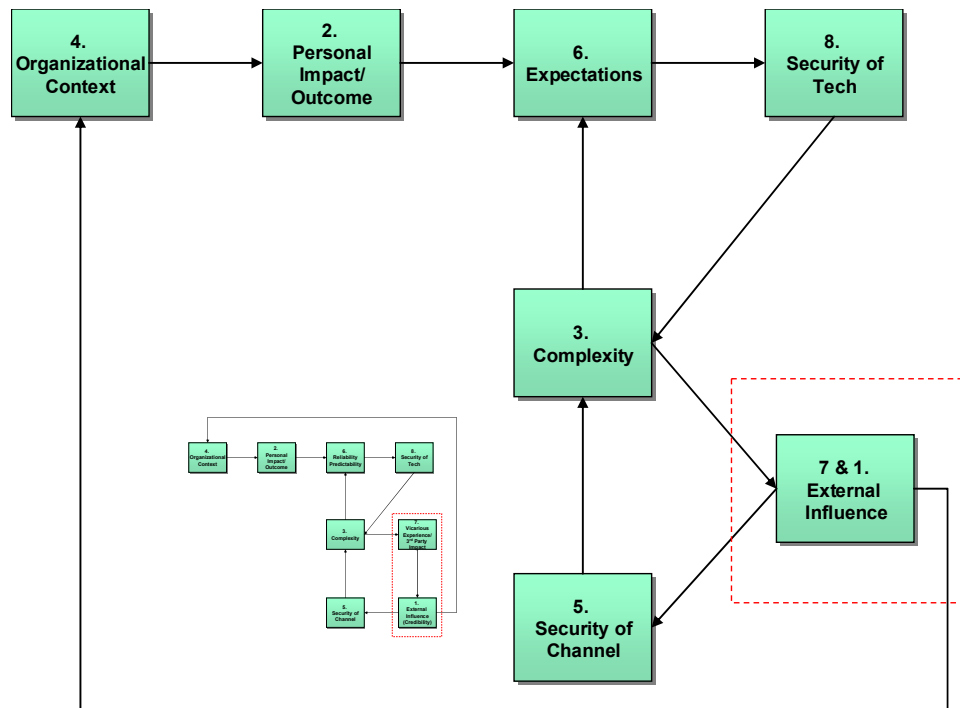 4.
Organizational
Context
2.
Personal
Impact/
Outcome
6.
Expectations
8.
Security of
Tech
3.
Complexity
7 & 1.
External
Influence
5.
Security of
Channel
4.
Organizational
Context
2.
Personal
Impact/
Outcome
6.
Reliability
Predictability
8.
Security of
Tech
3.
Complexity
7.
Vicarious
Experience/
3rd Party
Impact
5.
Security of
Channel
1.
External
Influence
(Credibility)